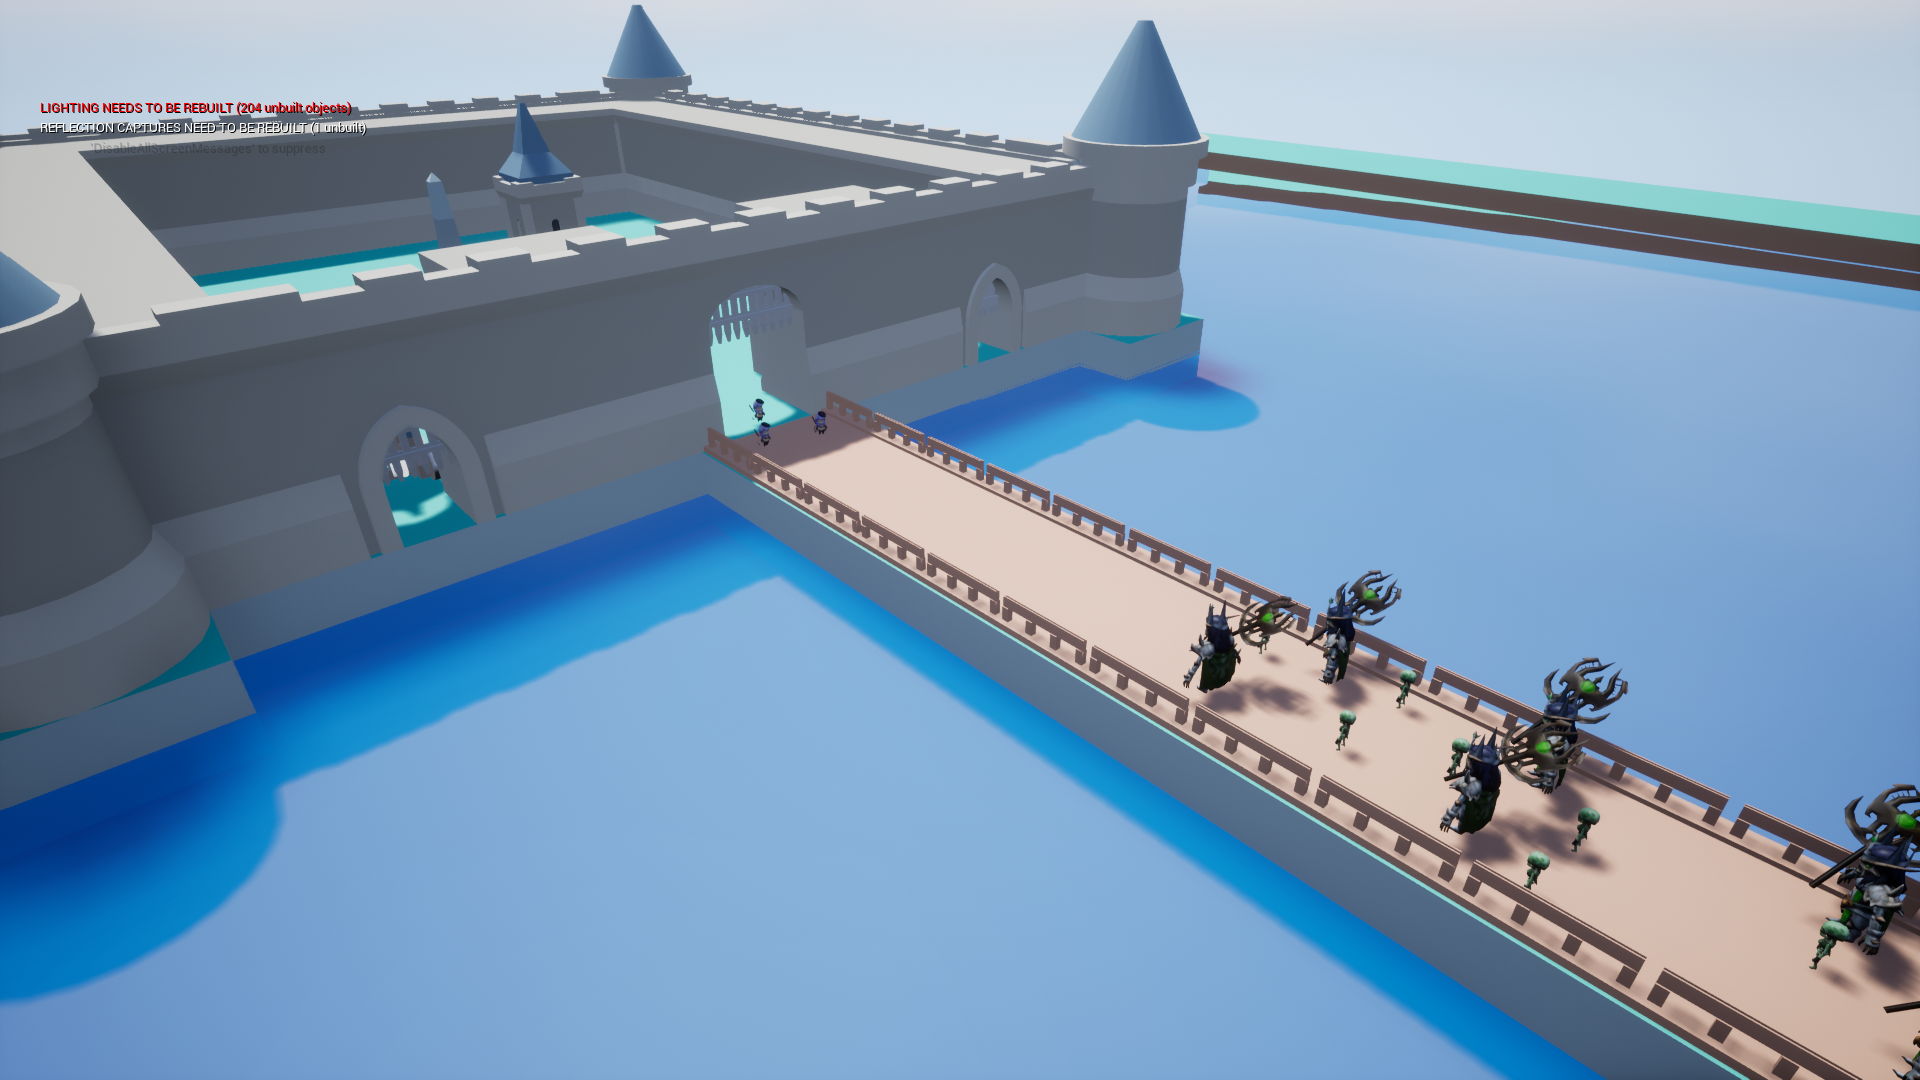 LIGHTING NEEDS TO BE REBUILT (204 unbuilt objects)
REFLECTION CAPTURES NEED TO BE REBUILT (1 unbuilt)
'DisableAllScreenMessages' to suppress